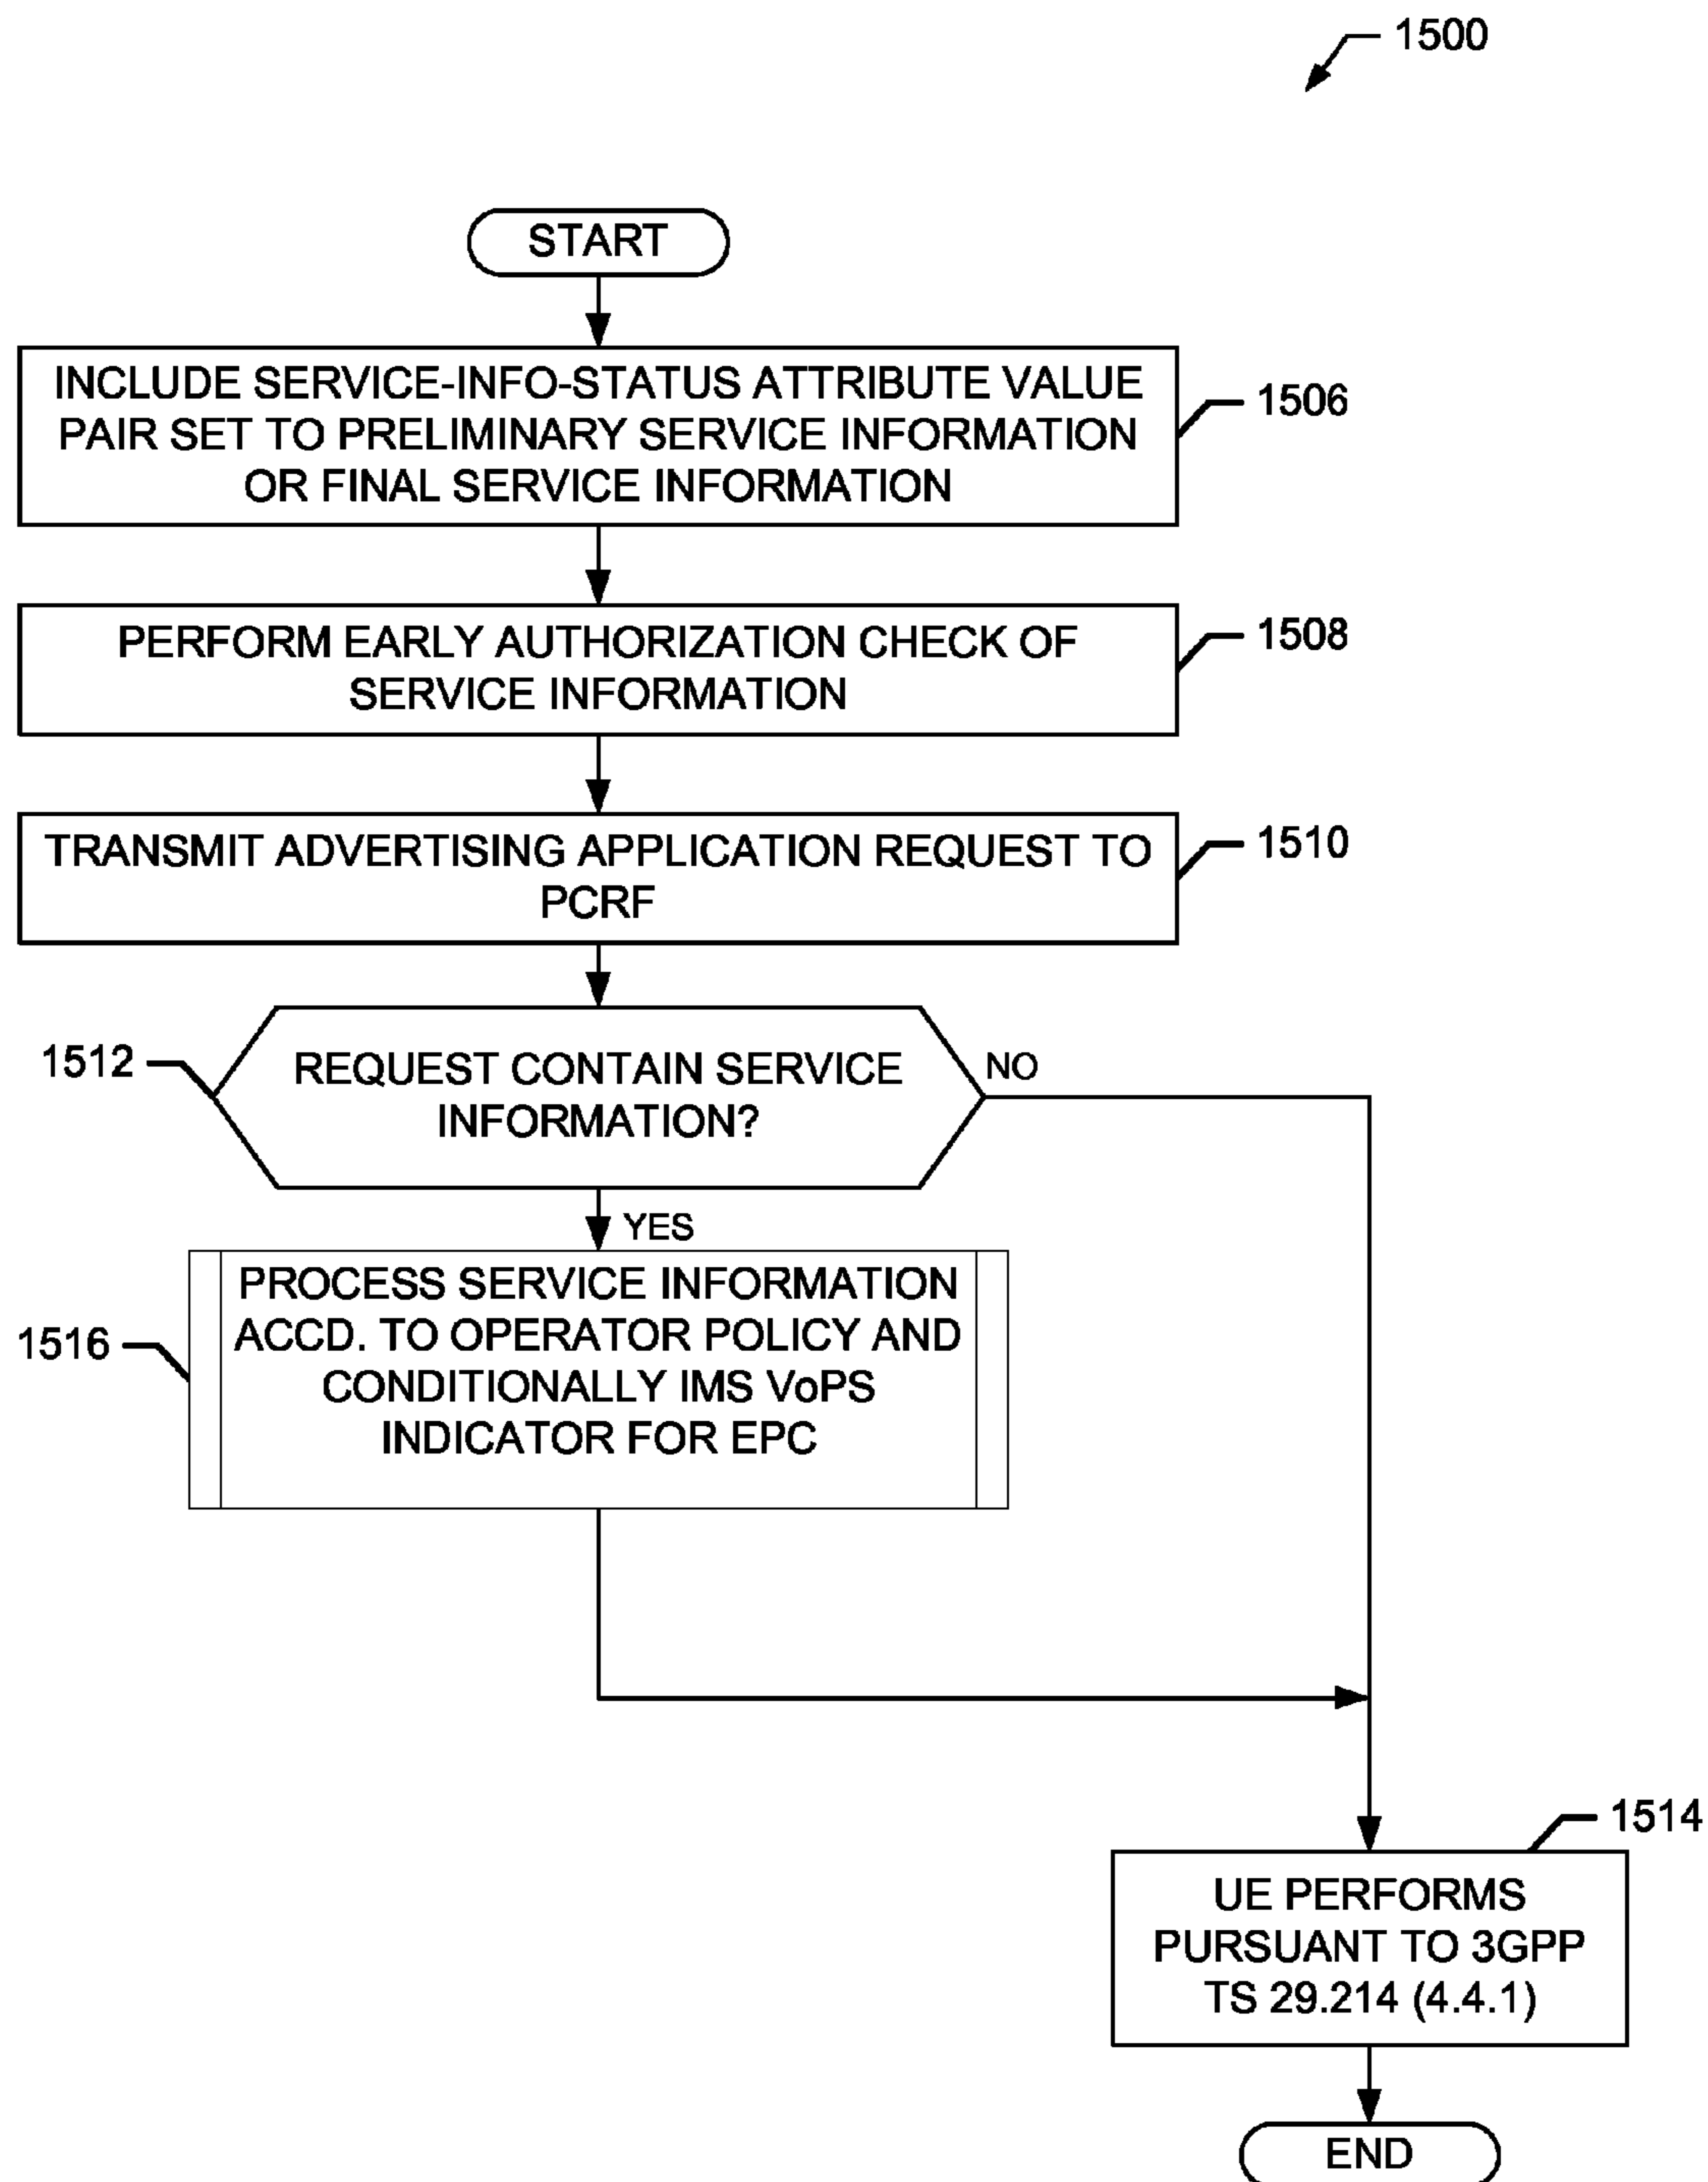 1500
START
INCLUDE SERVICE-INFO-STATUS ATTRIBUTE VALUE
PAIR SET TO PRELIMINARY SERVICE INFORMATION
OR FINAL SERVICE INFORMATION
1506
PERFORM EARLY AUTHORIZATION CHECK OF
SERVICE INFORMATION
1508
TRANSMIT ADVERTISING APPLICATION REQUEST TO
PCRF
1510
1512
REQUEST CONTAIN SERVICE
INFORMATION?
NO
YES
1516
PROCESS SERVICE INFORMATION
ACCD. TO OPERATOR POLICY AND
CONDITIONALLY IMS VoPS
INDICATOR FOR EPC
1514
UE PERFORMS
PURSUANT TO 3GPP
TS 29.214 (4.4.1)
END